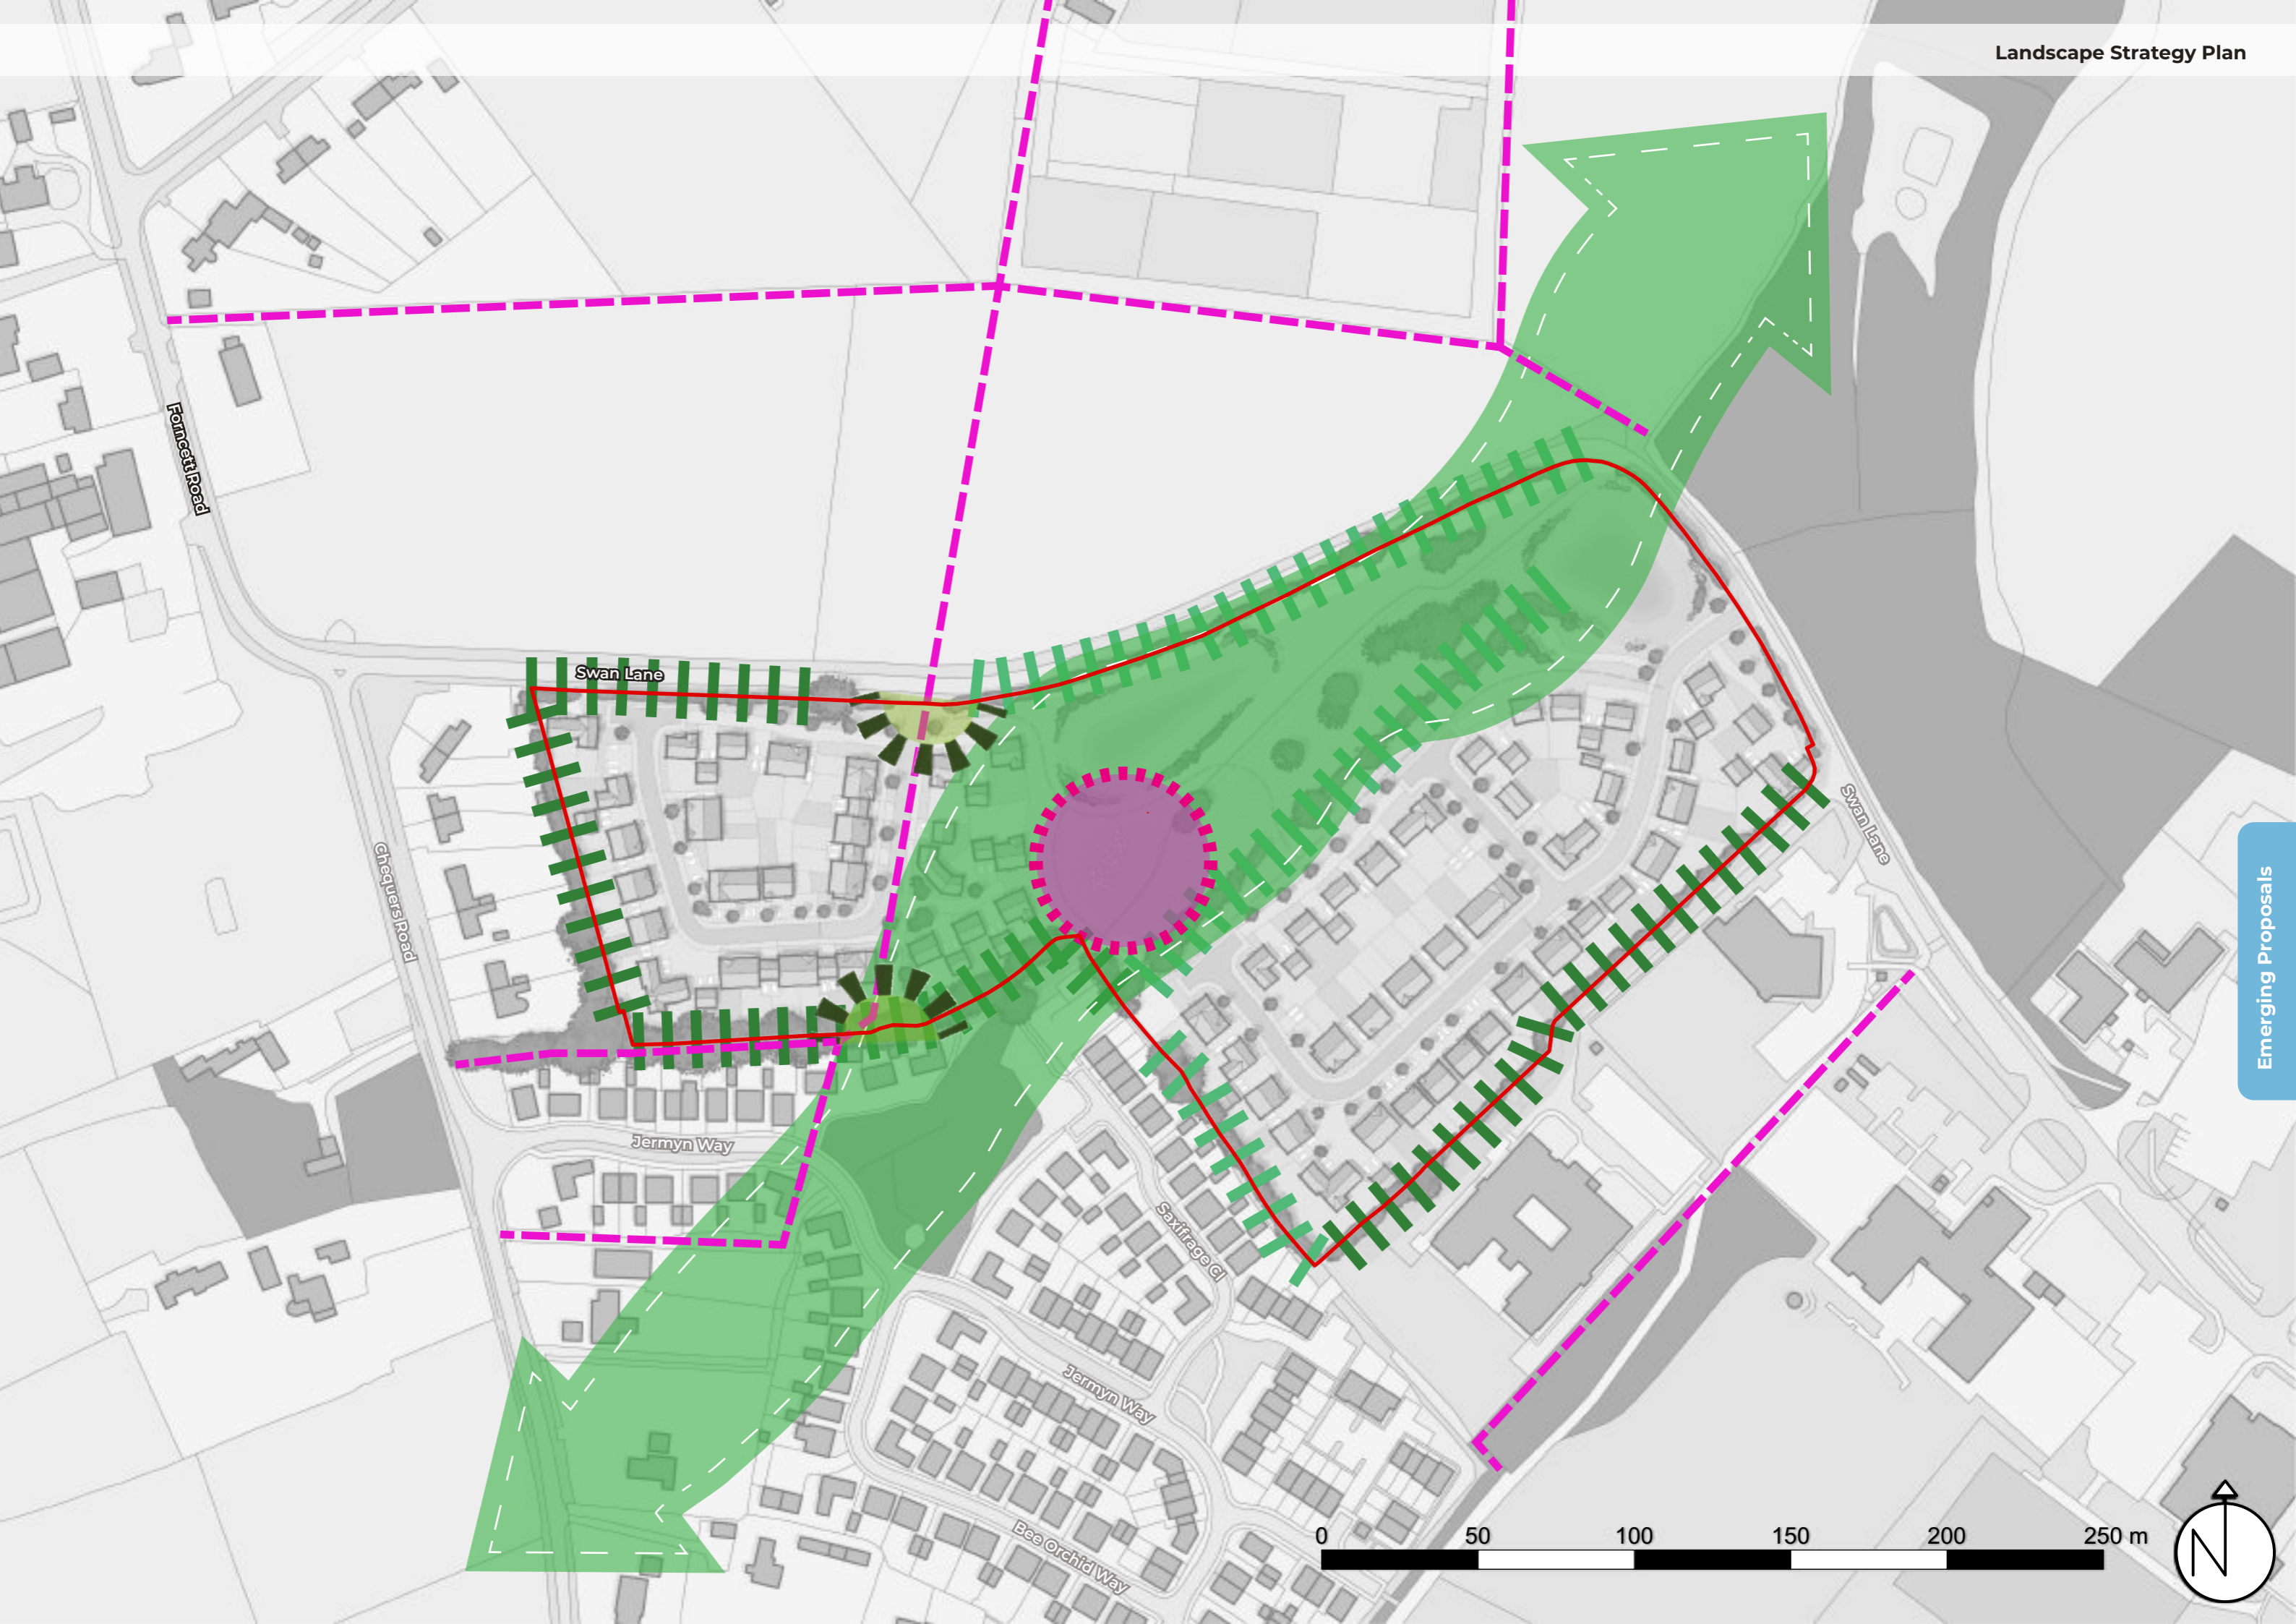 Landscape Strategy Plan
Forncett Road
Swan Lane
Chequers Road
Swan Lane
Emerging Proposals
Jermyn Way
Saxifrage Cl
Jermyn Way
Bee Orchid Way
0 50 100 150 200 250 m
N